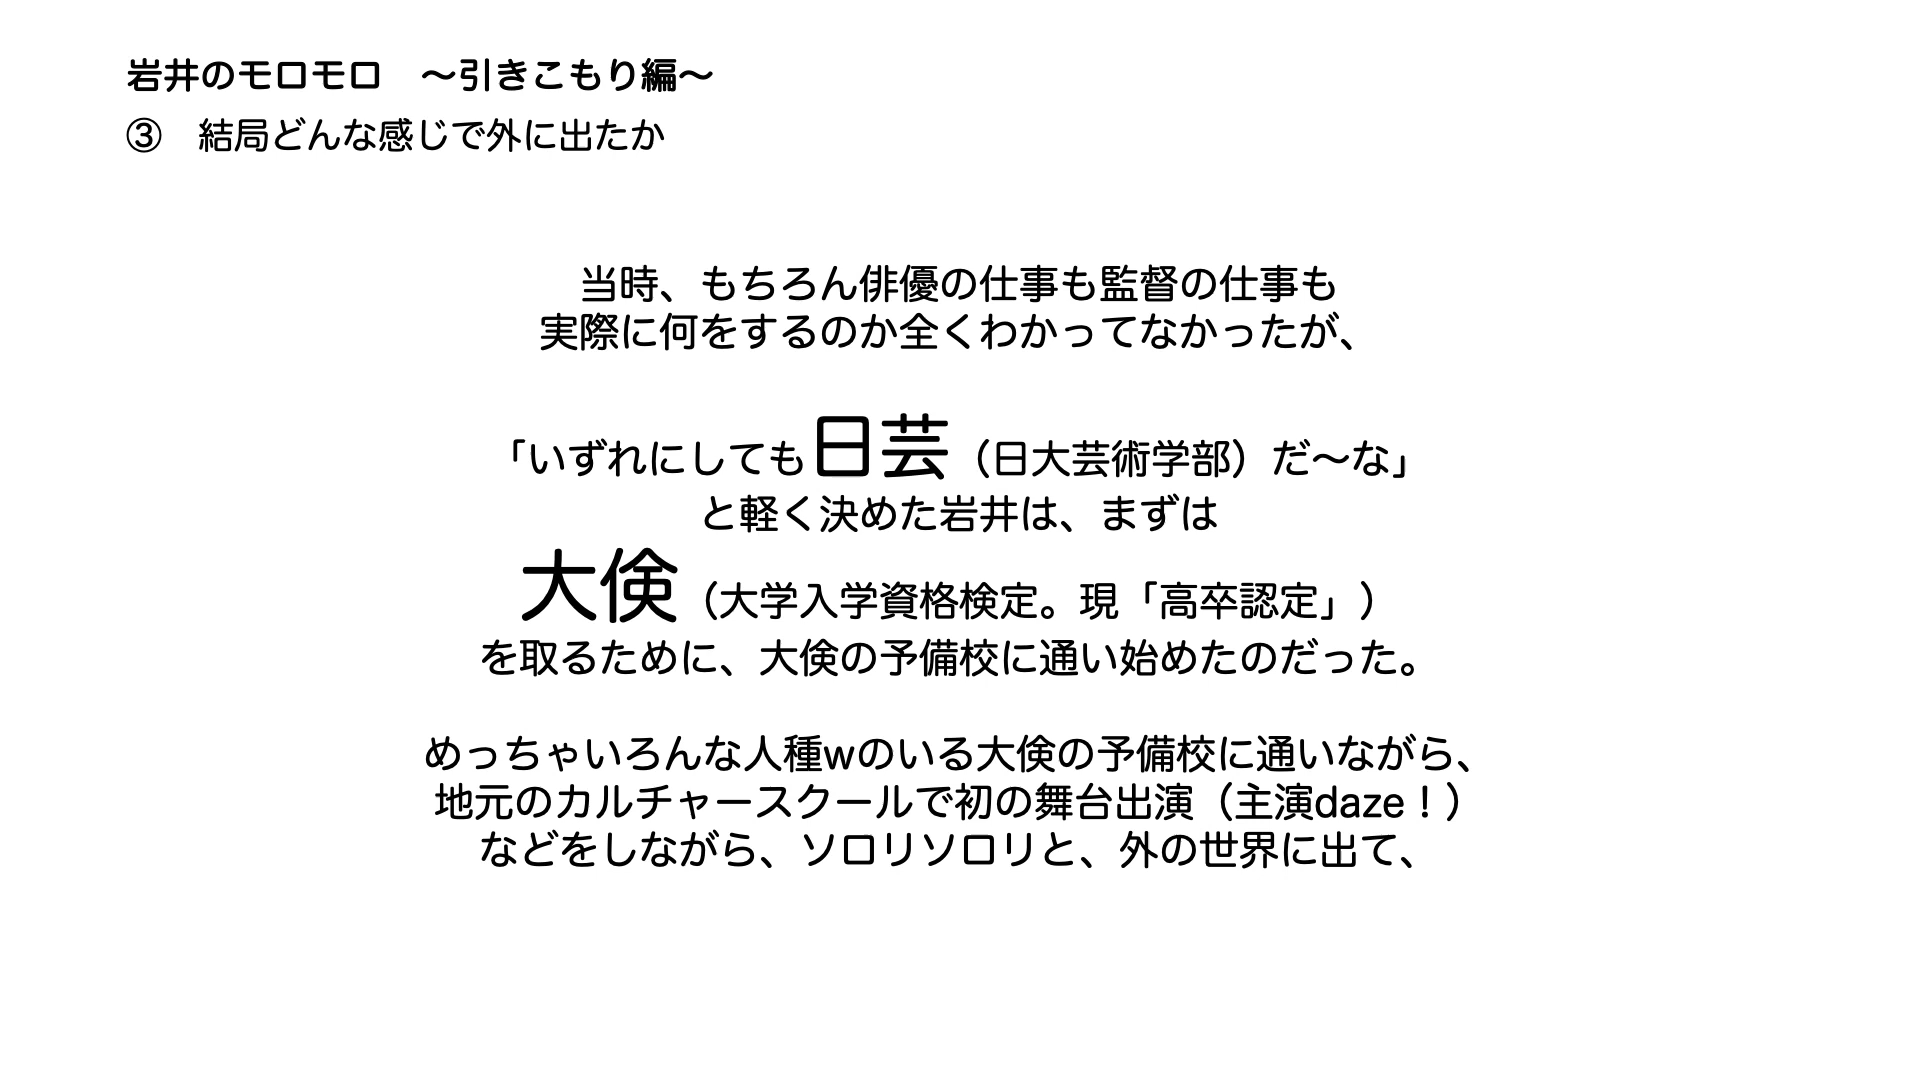 岩井のモロモロ　〜引きこもり編〜
③　結局どんな感じで外に出たか
当時、もちろん俳優の仕事も監督の仕事も
実際に何をするのか全くわかってなかったが、
「いずれにしても日芸（日大芸術学部）だ〜な」
と軽く決めた岩井は、まずは
大倹（大学入学資格検定。現「高卒認定」）
を取るために、大倹の予備校に通い始めたのだった。
めっちゃいろんな人種wのいる大倹の予備校に通いながら、
地元のカルチャースクールで初の舞台出演（主演daze！）
などをしながら、ソロリソロリと、外の世界に出て、